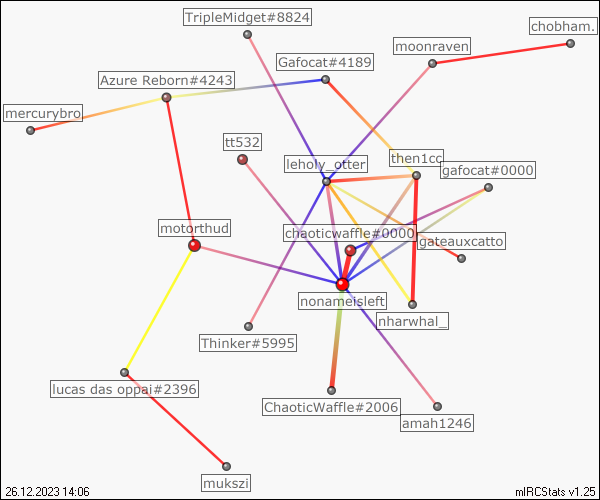 TripleMidget#8824
chobham.
moonraven
Gafocat#4189
Azure Reborn#4243
mercurybro
tt532
then1cc
leholy_otter
gafocat#0000
motorthud
chaoticwaffle#0000
gateauxcatto
nonameisleft
nharwhal_
Thinker#5995
lucas das oppai#2396
ChaoticWaffle#2006
amah1246
mukszi
26.12.2023 14:06
mIRCStats v1.25